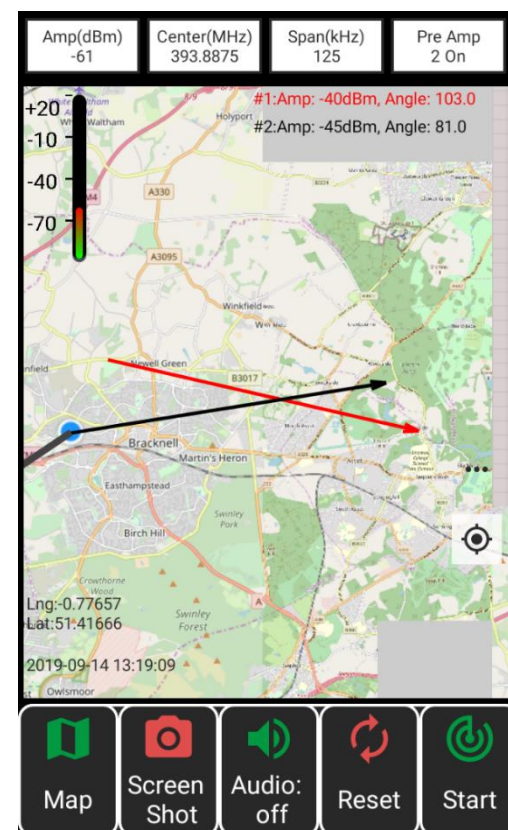 Amp(dBm)
-61
Center(MHz)
393.8875
Span(kHz)
125
Pre Amp
2 On
#1:Amp: -40dBm, Angle: 103.0
#2:Amp: -45dBm, Angle: 81.0
+20
-10
-40
-70
White Waltham
Holyport
M4
A330
A3095
Winkfield
Newell Green
B3017
Bracknell
Martin's Heron
Easthampstead
Swinley
Park
Birch Hill
Crowthorne
Wood
Swinley
Forest
A
Lng:-0.77657
Lat:51.41666
2019-09-14 13:19:09
Owlsmoor
Map
Screen
Shot
Audio:
off
Reset
Start